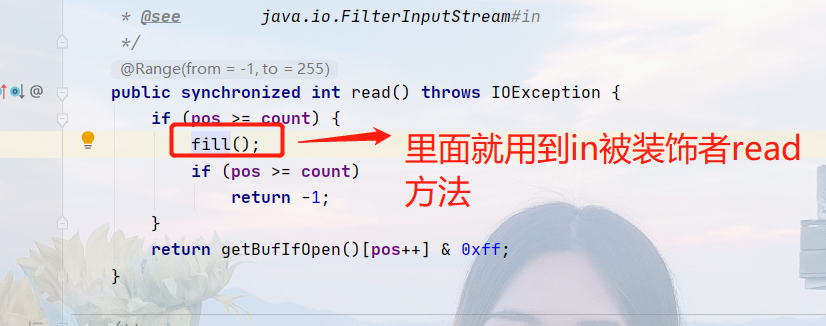 * @see java.io.FilterInputStream#in
*/
@Range(from = -1, to = 255)
public synchronized int read() throws IOException {
if (pos >= count) {
fill();
里面就用到in被装饰者read
方法
if (pos >= count)
return -1;
}
return getBufIfOpen()[pos++] & 0xff;
}